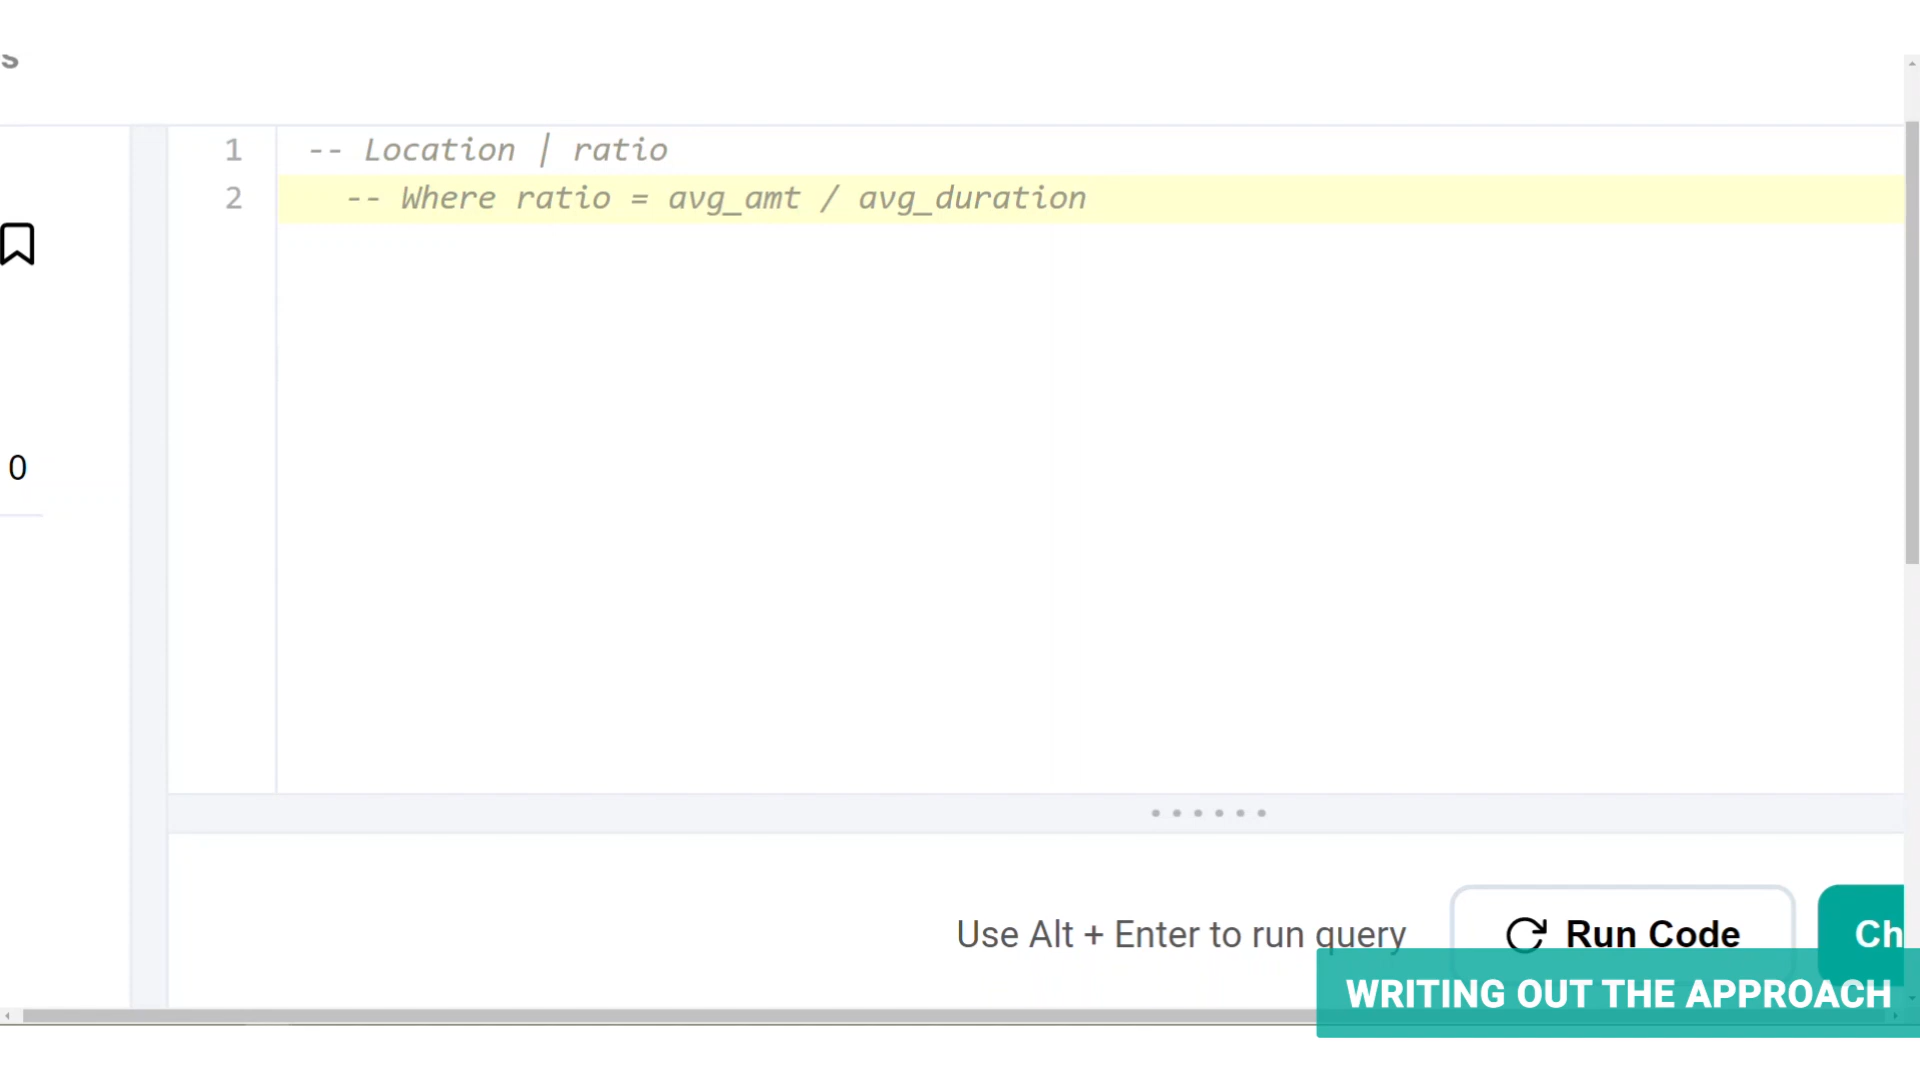 s
1 -- Location | ratio
2 -- Where ratio = avg_amt / avg_duration
0
Use Alt + Enter to run query
Run Code
Ch
WRITING OUT THE APPROACH